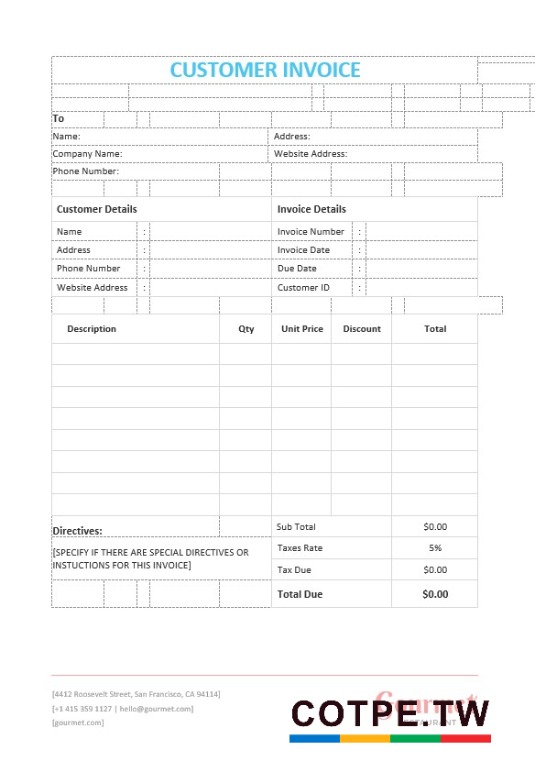 CUSTOMER INVOICE
To
Name: Address:
Company Name: Website Address:
Phone Number:
Customer Details Invoice Details
Name : Invoice Number :
Address : Invoice Date :
Phone Number : Due Date :
Website Address : Customer ID :
Description Qty Unit Price Discount Total
Directives: Sub Total $0.00
[SPECIFY IF THERE ARE SPECIAL DIRECTIVES OR INSTUCTIONS FOR THIS INVOICE] Taxes Rate 5%
Tax Due $0.00
Total Due $0.00
[4412 Roosevelt Street, San Francisco, CA 94114]
[+1 415 359 1127 | hello@gourmet.com]
[gourmet.com]
Gourmet
RESTAURANT
COTPE.TW